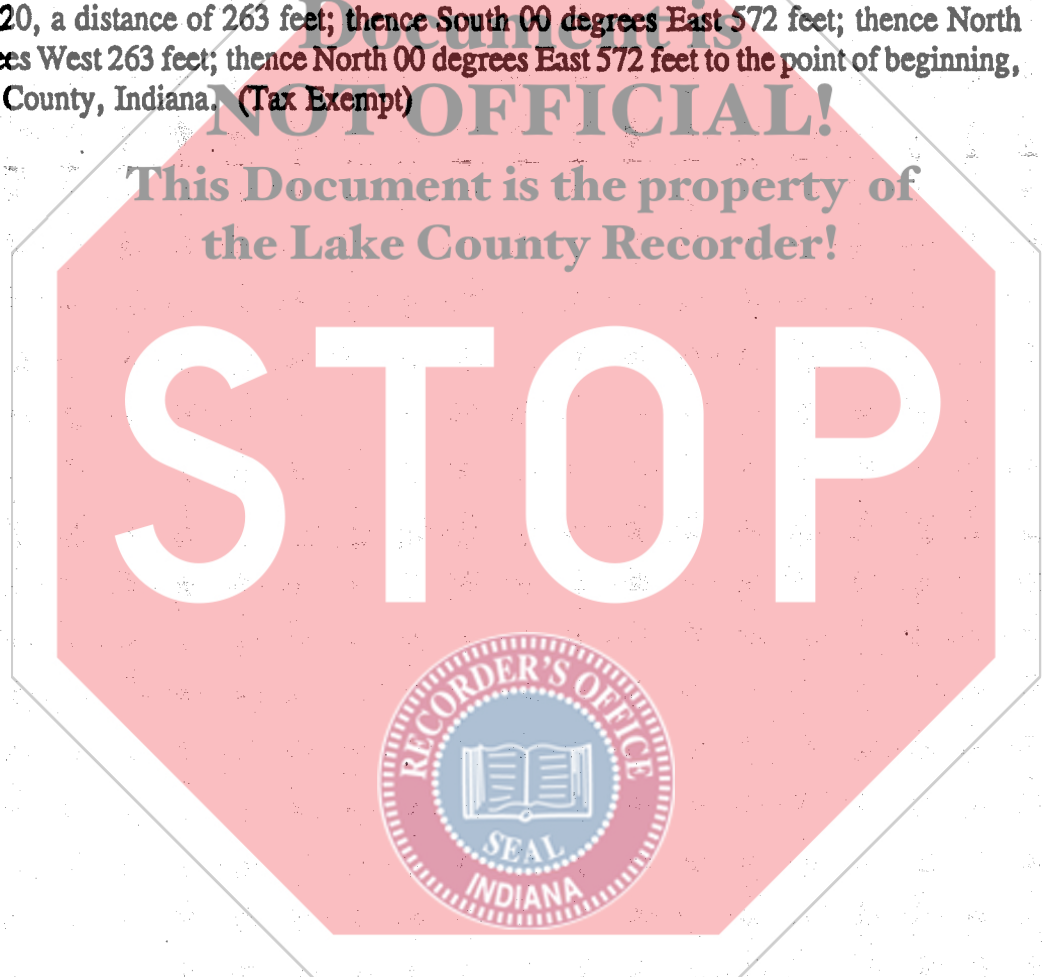 20, a distance of 263 feet; thence South 00 degrees East 572 feet; thence North
es West 263 feet; thence North 00 degrees East 572 feet to the point of beginning,
County, Indiana. (Tax Exempt)
Document is
NOT OFFICIAL!
This Document is the property of
the Lake County Recorder!
STOP
RECORDER'S OFFICE
SEAL
INDIANA